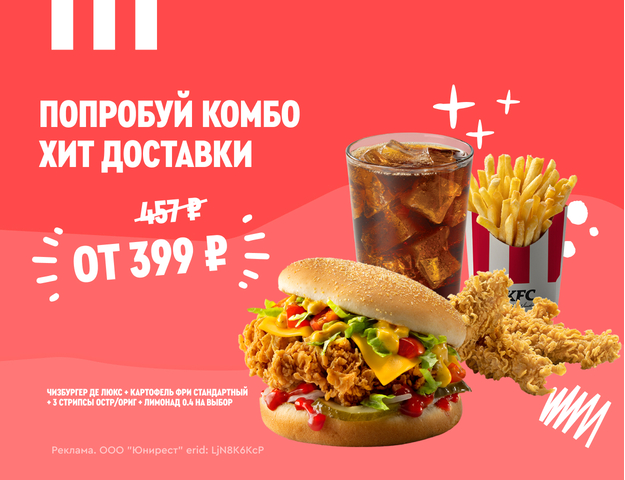 ПОПРОБУЙ КОМБО
ХИТ ДОСТАВКИ
457 ₽
ОТ 399 ₽
KFC
ЧИЗБУРГЕР ДЕ ЛЮКС + КАРТОФЕЛЬ ФРИ СТАНДАРТНЫЙ
+ 3 СТРИПСЫ ОСТР/ОРИГ + ЛИМОНАД 0.4 НА ВЫБОР
Реклама. ООО "Юнирест" erid: LjN8K6KcP